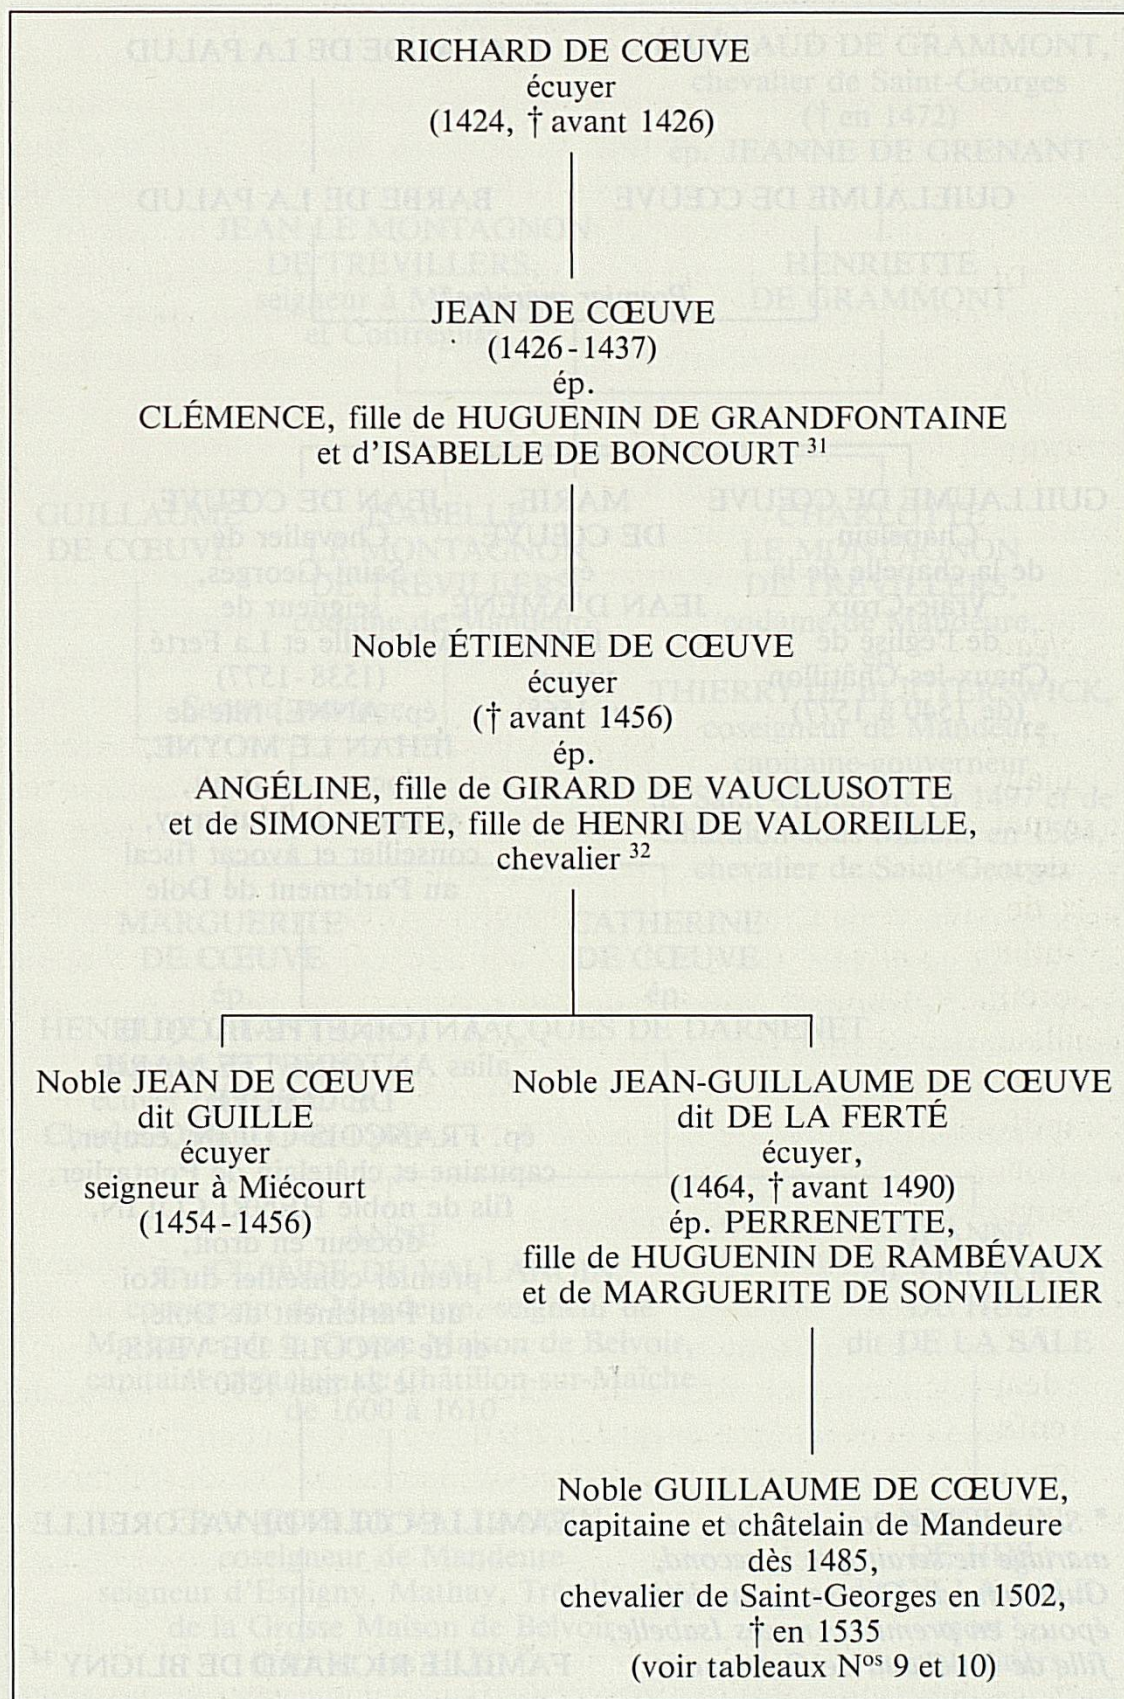 RICHARD DE CŒUVE
écuyer
(1424, † avant 1426)
JEAN DE CŒUVE
(1426-1437)
ép.
CLÉMENCE, fille de HUGUENIN DE GRANDFONTAINE
et d'ISABELLE DE BONCOURT 31
Noble ÉTIENNE DE CŒUVE
écuyer
(† avant 1456)
ép.
ANGÉLINE, fille de GIRARD DE VAUCLUSOTTE
et de SIMONETTE, fille de HENRI DE VALOREILLE,
chevalier 32
Noble JEAN DE CŒUVE
dit GUILLE
écuyer
seigneur à Miécourt
(1454-1456)
Noble JEAN-GUILLAUME DE CŒUVE
dit DE LA FERTÉ
écuyer,
(1464, † avant 1490)
ép. PERRENETTE,
fille de HUGUENIN DE RAMBÉVAUX
et de MARGUERITE DE SONVILLIER
Noble GUILLAUME DE CŒUVE,
capitaine et châtelain de Mandeure
dès 1485,
chevalier de Saint-Georges en 1502,
† en 1535
(voir tableaux Nos 9 et 10)